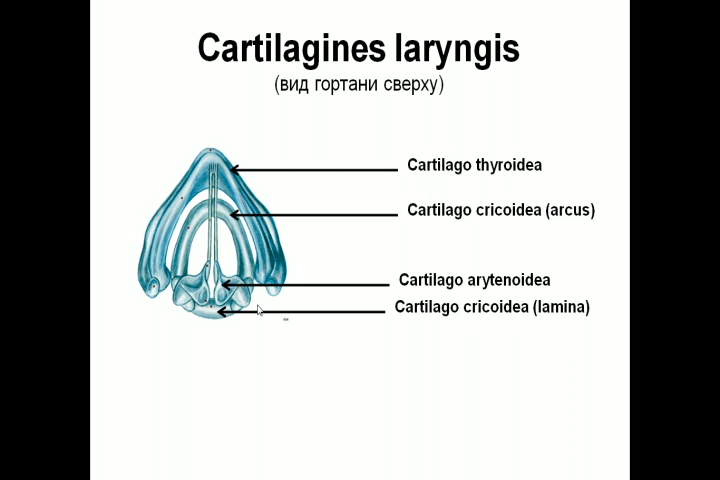 Cartilagines laryngis
(вид гортани сверху)
Cartilago thyroidea
Cartilago cricoidea (arcus)
Cartilago arytenoidea
Cartilago cricoidea (lamina)